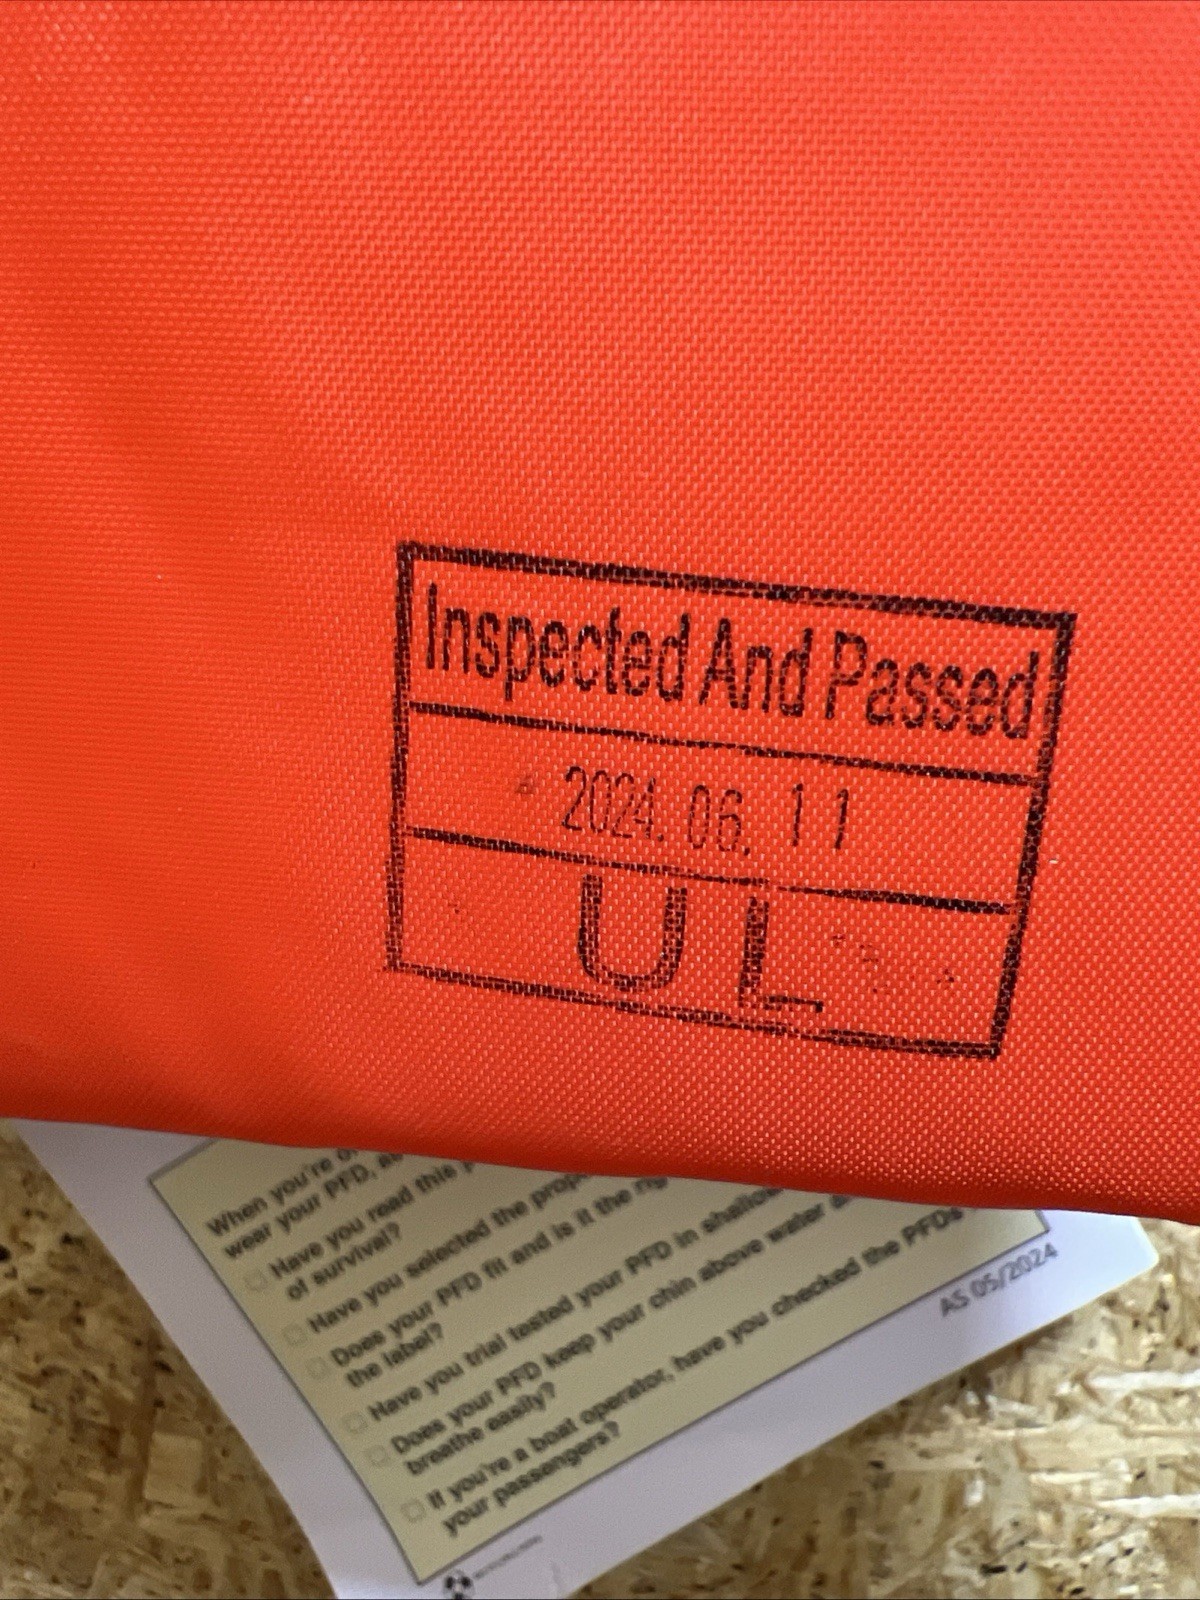 Inspected And Passed
2024.06.11
UL
When you're
wear your PFD,
Have you read this
of survival?
Have you selected the
Does your PFD fit and is it the
the label?
Have you trial tested your PFD in
Does your PFD keep your chin above water
breathe easily?
If you're a boat operator, have you checked the PFDs
your passengers?
AS 05/2024